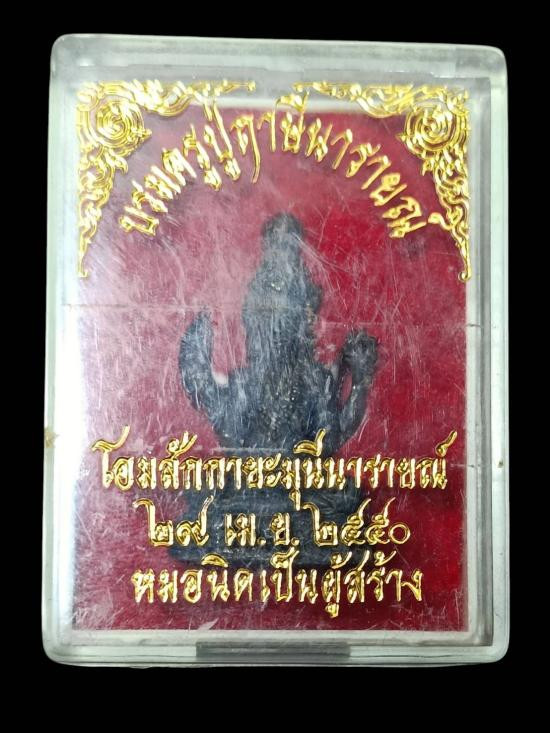 บรมครูปู่ฤาษีนารายณ์
โอมสักกายะมุนีนารายณ์
๒๙ เม.ย. ๒๕๕๐
หมอนิดเป็นผู้สร้าง